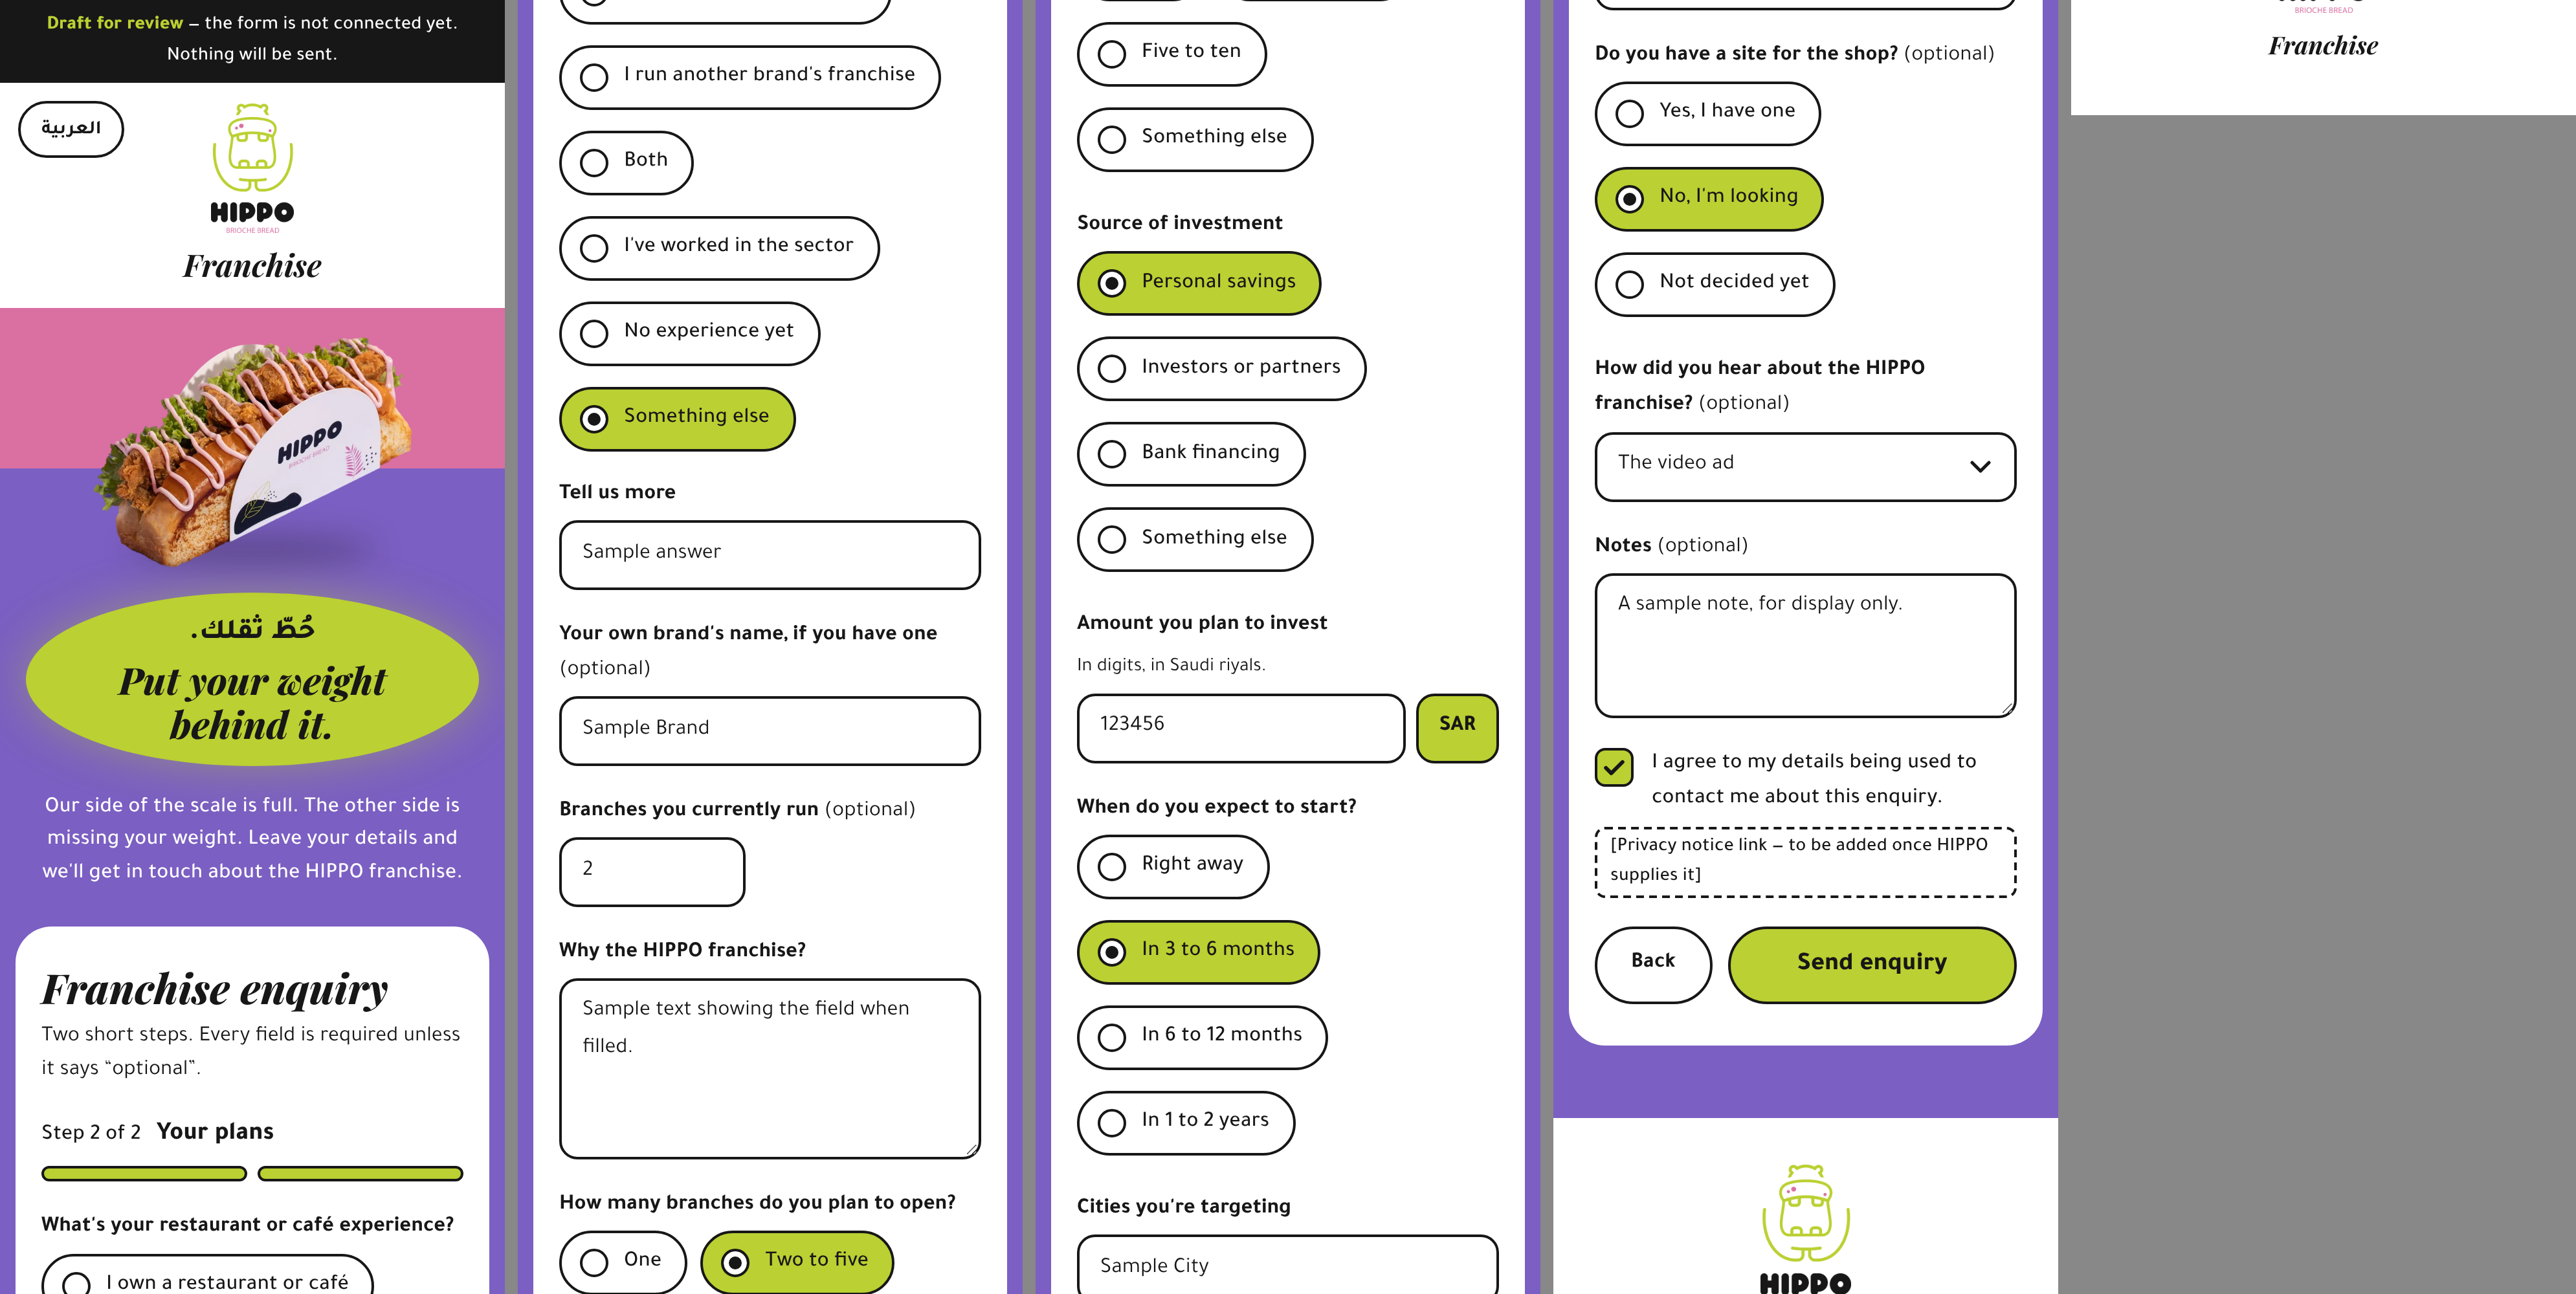 Draft for review – the form is not connected yet.
Nothing will be sent.
العربية
HIPPO
BRIOCHE BREAD
Franchise
HIPPO
BRIOCHE BREAD
حُطّ ثقلك.
Put your weight
behind it.
Our side of the scale is full. The other side is
missing your weight. Leave your details and
we'll get in touch about the HIPPO franchise.
Franchise enquiry
Two short steps. Every field is required unless
it says “optional”.
Step 2 of 2 Your plans
What's your restaurant or café experience?
I own a restaurant or café
I run another brand's franchise
Both
I've worked in the sector
No experience yet
Something else
Tell us more
Sample answer
Your own brand's name, if you have one
(optional)
Sample Brand
Branches you currently run (optional)
2
Why the HIPPO franchise?
Sample text showing the field when
filled.
How many branches do you plan to open?
One
Two to five
Five to ten
Something else
Source of investment
Personal savings
Investors or partners
Bank financing
Something else
Amount you plan to invest
In digits, in Saudi riyals.
123456
SAR
When do you expect to start?
Right away
In 3 to 6 months
In 6 to 12 months
In 1 to 2 years
Cities you're targeting
Sample City
Do you have a site for the shop? (optional)
Yes, I have one
No, I'm looking
Not decided yet
How did you hear about the HIPPO
franchise? (optional)
The video ad
Notes (optional)
A sample note, for display only.
I agree to my details being used to
contact me about this enquiry.
[Privacy notice link – to be added once HIPPO
supplies it]
Back
Send enquiry
HIPPO
BRIOCHE BREAD
Franchise